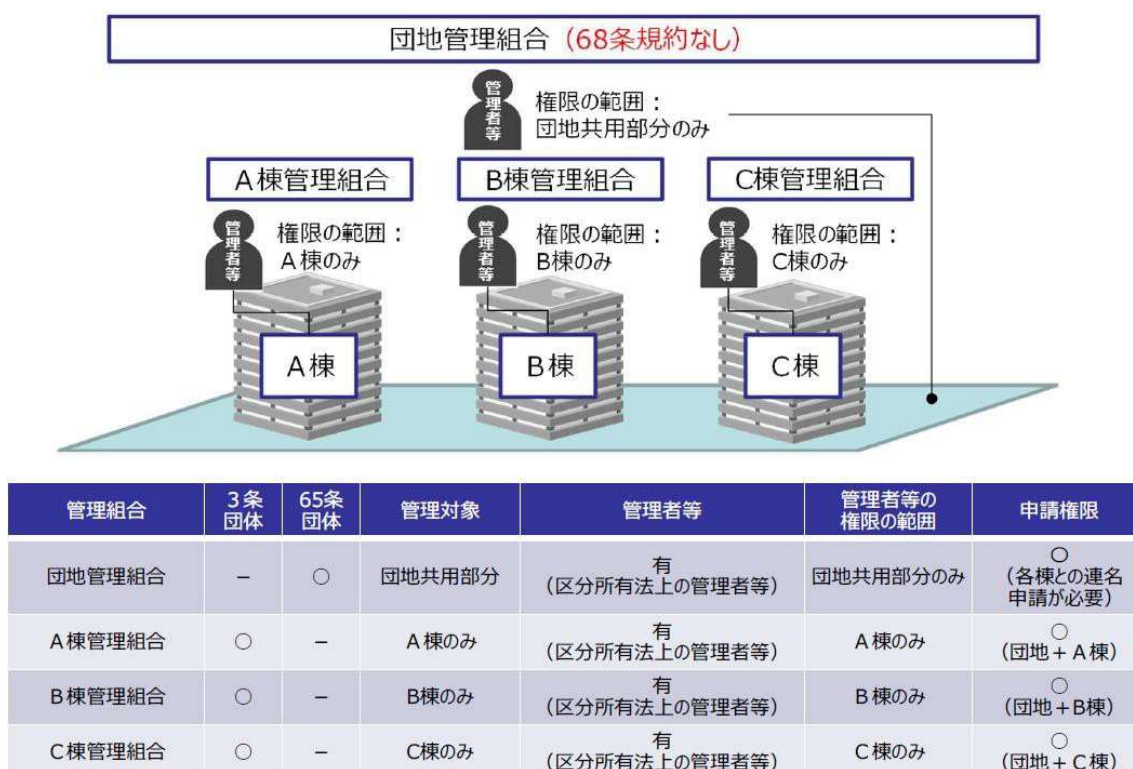 団地管理組合（68条規約なし）
管理者等
権限の範囲：
団地共用部分のみ
A棟管理組合
B棟管理組合
C棟管理組合
管理者等
権限の範囲：
A棟のみ
管理者等
権限の範囲：
B棟のみ
管理者等
権限の範囲：
C棟のみ
A棟
B棟
C棟
管理組合
3条
団体
65条
団体
管理対象
管理者等
管理者等の
権限の範囲
申請権限
団地管理組合
－
○
団地共用部分
有
（区分所有法上の管理者等）
団地共用部分のみ
○
（各棟との連名
申請が必要）
A棟管理組合
○
－
A棟のみ
有
（区分所有法上の管理者等）
A棟のみ
○
（団地＋A棟）
B棟管理組合
○
－
B棟のみ
有
（区分所有法上の管理者等）
B棟のみ
○
（団地＋B棟）
C棟管理組合
○
－
C棟のみ
有
（区分所有法上の管理者等）
C棟のみ
○
（団地＋C棟）